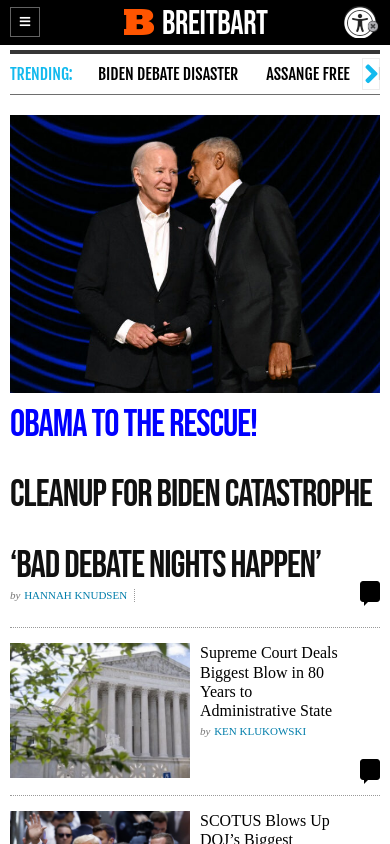 BREITBART
TRENDING:
BIDEN DEBATE DISASTER
ASSANGE FREE
OBAMA TO THE RESCUE!
CLEANUP FOR BIDEN CATASTROPHE
‘BAD DEBATE NIGHTS HAPPEN’
by HANNAH KNUDSEN
Supreme Court Deals
Biggest Blow in 80
Years to
Administrative State
by KEN KLUKOWSKI
SCOTUS Blows Up
DOJ’s Biggest